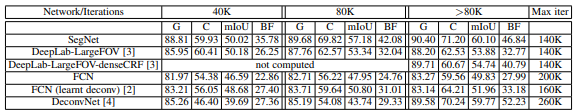 Network/Iterations 40K 80K >80K Max iter
G C mIoU BF G C mIoU BF G C mIoU BF
SegNet 88.81 59.93 50.02 35.78 89.68 69.82 57.18 42.08 90.40 71.20 60.10 46.84 140K
DeepLab-LargeFOV [3] 85.95 60.41 50.18 26.25 87.76 62.57 53.34 32.04 88.20 62.53 53.88 32.77 140K
DeepLab-LargeFOV-denseCRF [3] not computed 89.71 60.67 54.74 40.79 140K
FCN 81.97 54.38 46.59 22.86 82.71 56.22 47.95 24.76 83.27 59.56 49.83 27.99 200K
FCN (learnt deconv) [2] 83.21 56.05 48.68 27.40 83.71 59.64 50.80 31.01 83.14 64.21 51.96 33.18 160K
DeconvNet [4] 85.26 46.40 39.69 27.36 85.19 54.08 43.74 29.33 89.58 70.24 59.77 52.23 260K